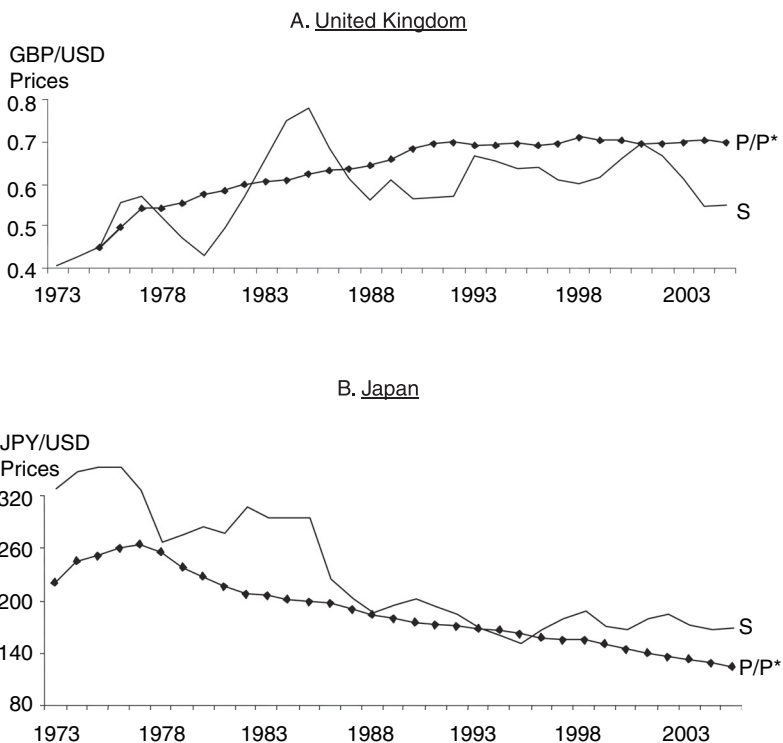 A. United Kingdom
GBP/USD
Prices
0.8
0.7
0.6
0.5
0.4
P/P*
S
1973 1978 1983 1988 1993 1998 2003
B. Japan
JPY/USD
Prices
320
260
200
140
80
S
P/P*
1973 1978 1983 1988 1993 1998 2003